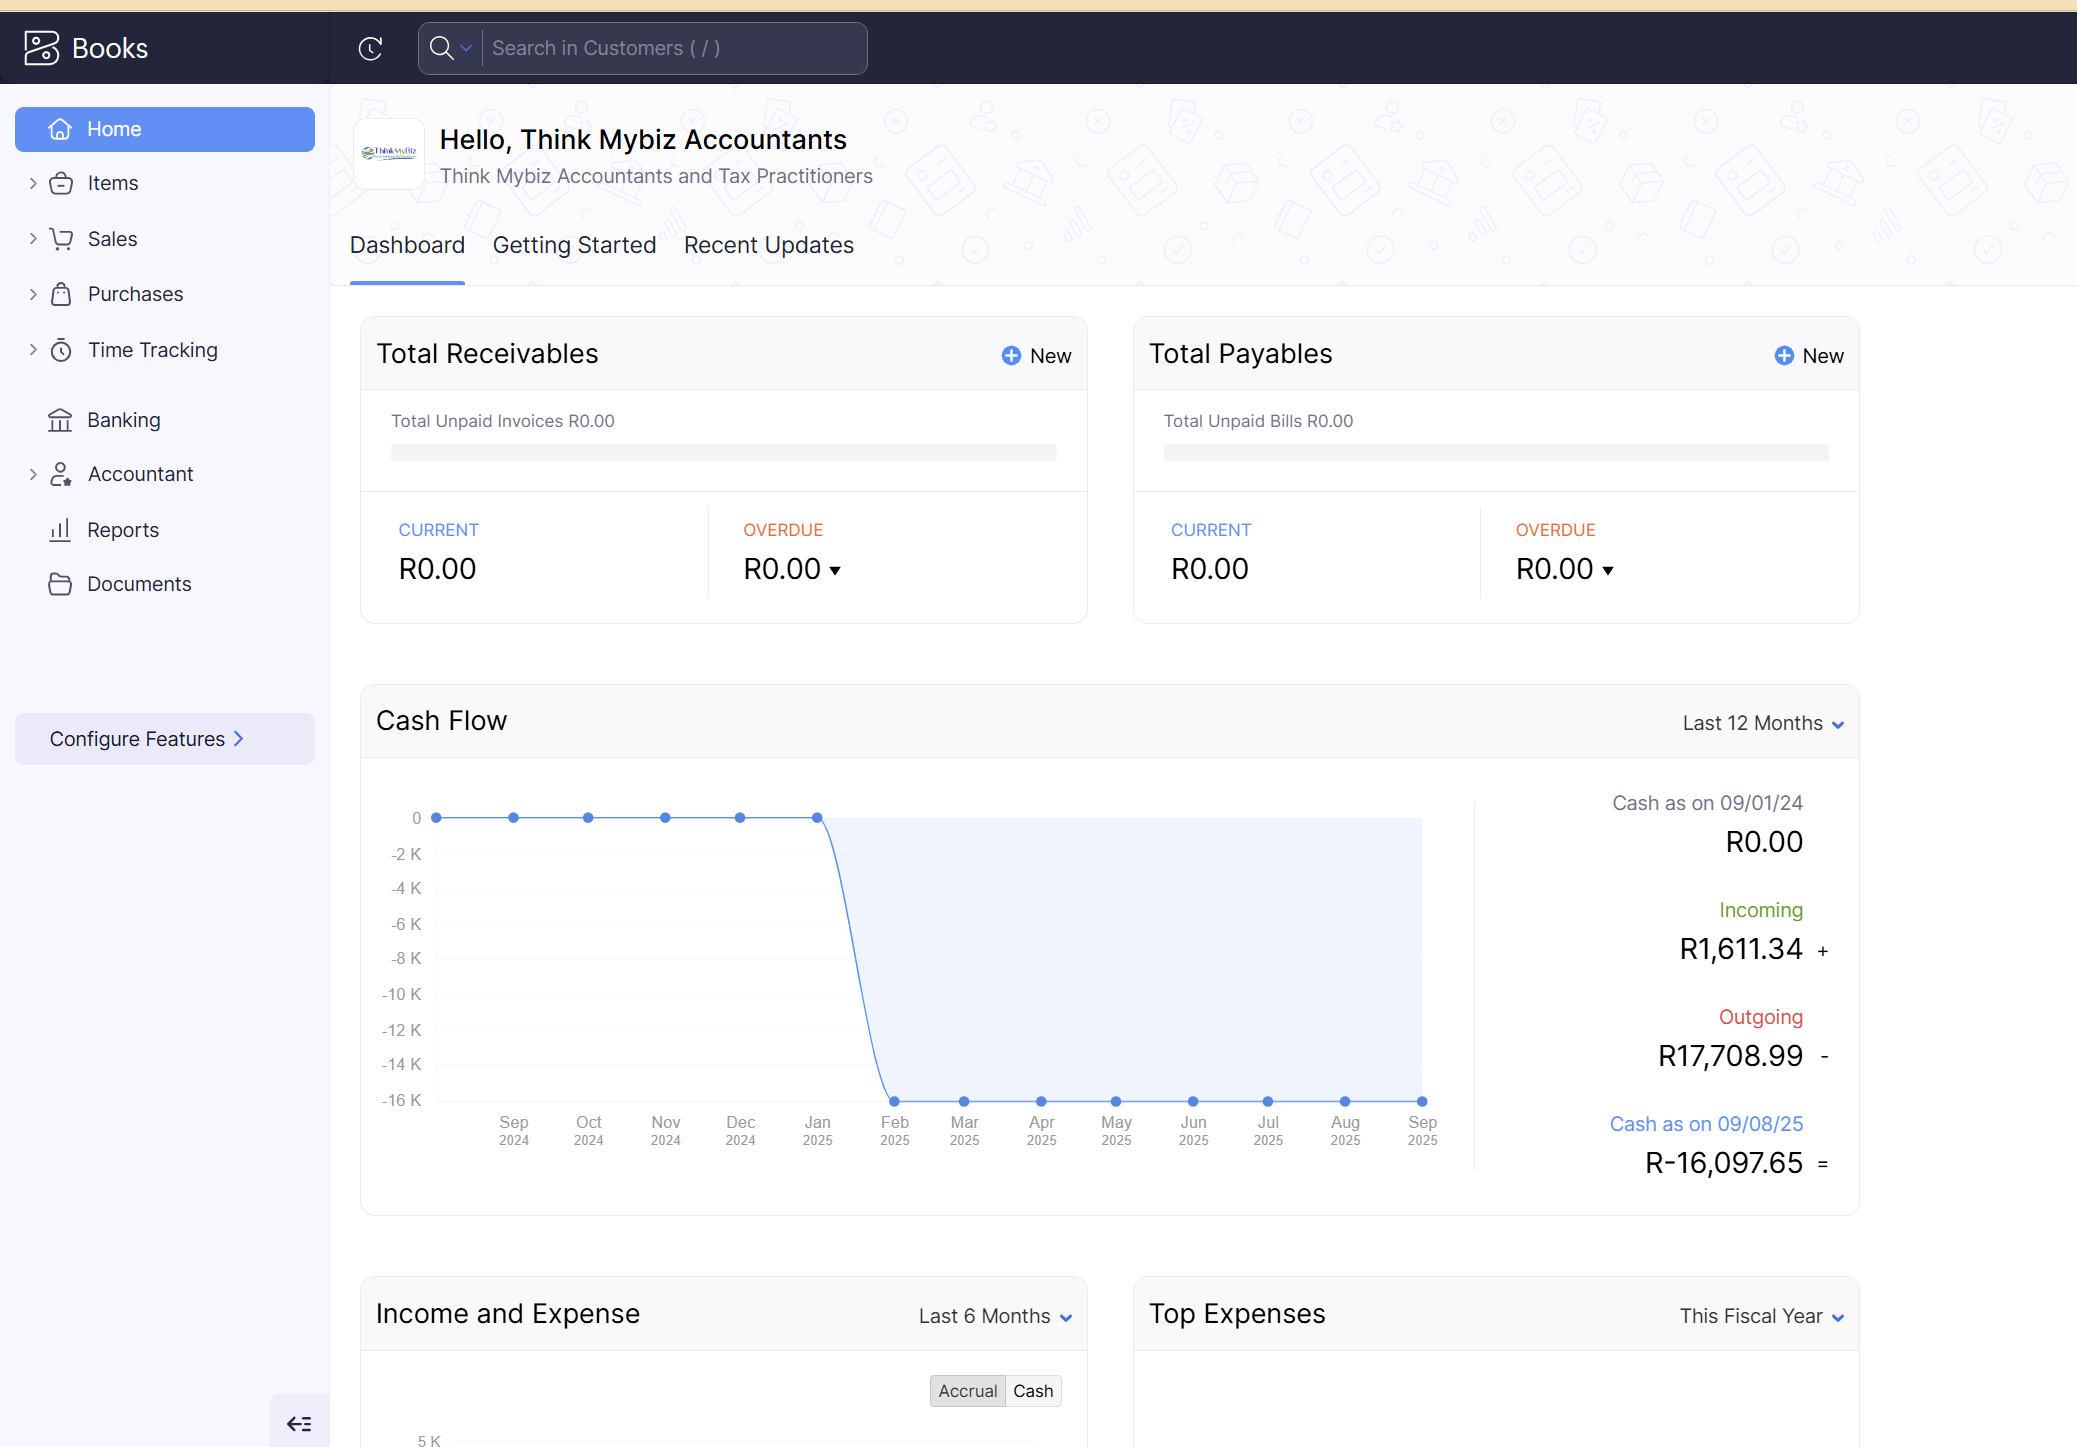 Books
Search in Customers ( / )
Home
Items
Sales
Purchases
Time Tracking
Banking
Accountant
Reports
Documents
Configure Features
ThinkMyBiz
Hello, Think Mybiz Accountants
Think Mybiz Accountants and Tax Practitioners
Dashboard Getting Started Recent Updates
Total Receivables New
Total Unpaid Invoices R0.00
CURRENT OVERDUE
R0.00 R0.00
Total Payables New
Total Unpaid Bills R0.00
CURRENT OVERDUE
R0.00 R0.00
Cash Flow Last 12 Months
0
-2 K
-4 K
-6 K
-8 K
-10 K
-12 K
-14 K
-16 K
Sep Oct Nov Dec Jan Feb Mar Apr May Jun Jul Aug Sep
2024 2024 2024 2024 2025 2025 2025 2025 2025 2025 2025 2025 2025
Cash as on 09/01/24
R0.00
Incoming
R1,611.34 +
Outgoing
R17,708.99 -
Cash as on 09/08/25
R-16,097.65 =
Income and Expense Last 6 Months
Accrual Cash
5 K
Top Expenses This Fiscal Year